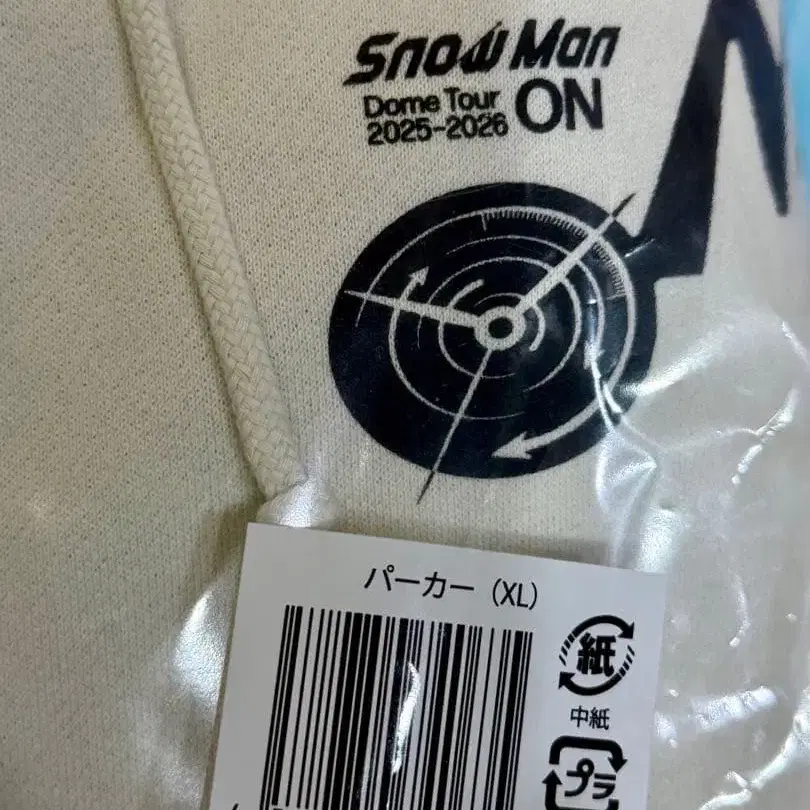 Snow Man
Dome Tour
2025-2026 ON
パーカー (XL)
紙
中紙
プラ